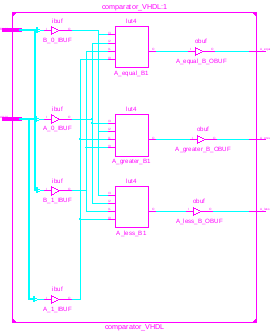 comparator_VHDL:1
ibuf
B_0_IBUF
lut4
A_equal_B1
obuf
A_equal_B_OBUF
ibuf
A_0_IBUF
lut4
A_greater_B1
obuf
A_greater_B_OBUF
ibuf
B_1_IBUF
lut4
A_less_B1
obuf
A_less_B_OBUF
ibuf
A_1_IBUF
comparator_VHDL